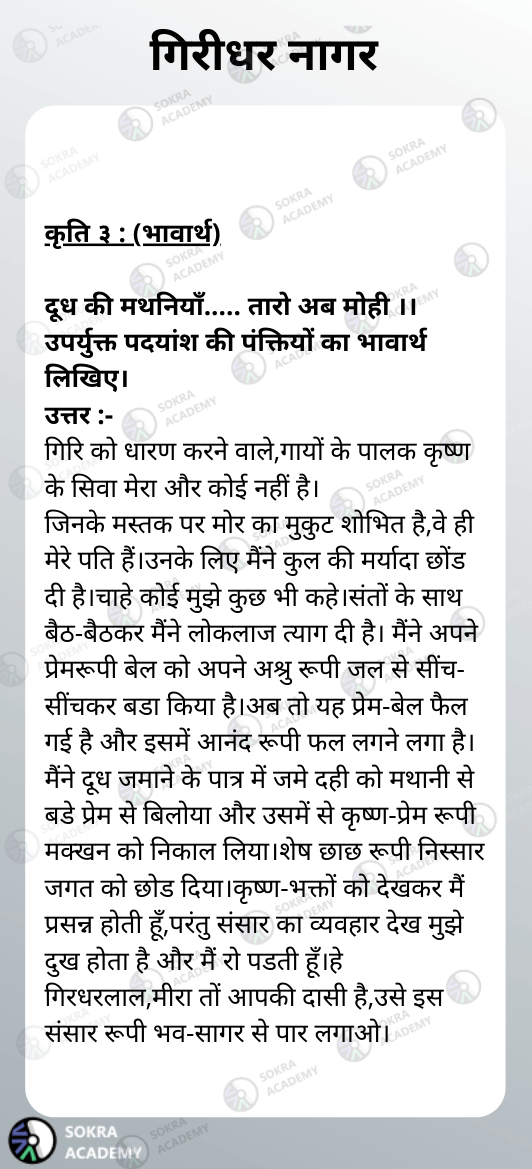 गिरीधर नागर
कृति ३ : (भावार्थ)
दूध की मथनियाँ..... तारो अब मोही ।।
उपर्युक्त पदयांश की पंक्तियों का भावार्थ
लिखिए।
उत्तर :-
गिरि को धारण करने वाले,गायों के पालक कृष्ण
के सिवा मेरा और कोई नहीं है।
जिनके मस्तक पर मोर का मुकुट शोभित है,वे ही
मेरे पति हैं।उनके लिए मैंने कुल की मर्यादा छोंड
दी है।चाहे कोई मुझे कुछ भी कहे।संतों के साथ
बैठ-बैठकर मैंने लोकलाज त्याग दी है। मैंने अपने
प्रेमरूपी बेल को अपने अश्रु रूपी जल से सींच-
सींचकर बडा किया है।अब तो यह प्रेम-बेल फैल
गई है और इसमें आनंद रूपी फल लगने लगा है।
मैंने दूध जमाने के पात्र में जमे दही को मथानी से
बडे प्रेम से बिलोया और उसमें से कृष्ण-प्रेम रूपी
मक्खन को निकाल लिया।शेष छाछ रूपी निस्सार
जगत को छोड दिया।कृष्ण-भक्तों को देखकर मैं
प्रसन्न होती हूँ,परंतु संसार का व्यवहार देख मुझे
दुख होता है और मैं रो पडती हूँ।हे
गिरधरलाल,मीरा तों आपकी दासी है,उसे इस
संसार रूपी भव-सागर से पार लगाओ।
SOKRA
ACADEMY